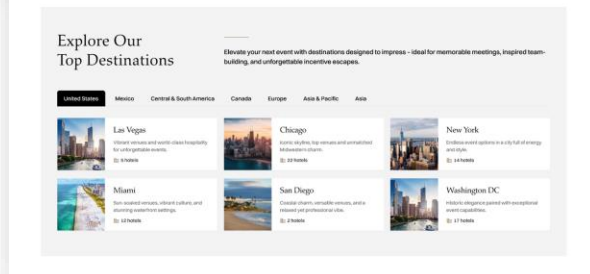 Explore Our
Top Destinations
Elevate your next event with destinations designed to impress – ideal for memorable meetings, inspired team-
building, and unforgettable incentive escapes.
United States Mexico Central & South America Canada Europe Asia & Pacific Asia
Las Vegas
Vibrant venues and world-class hospitality
for unforgettable events.
9 hotels
Chicago
Iconic skyline, top venues and unmatched
Midwestern charm.
22 hotels
New York
Endless event options in a city full of energy
and style.
14 hotels
Miami
Sun-soaked venues, vibrant culture, and
stunning waterfront settings.
12 hotels
San Diego
Coastal charm, versatile venues, and a
relaxed yet professional vibe.
2 hotels
Washington DC
Historic elegance paired with exceptional
event capabilities.
17 hotels